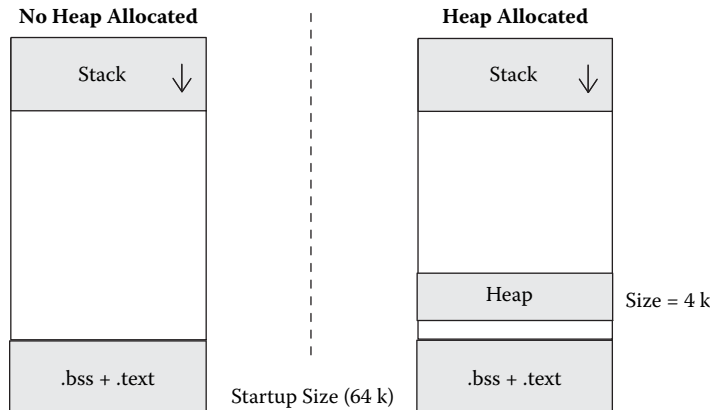 No Heap Allocated
Heap Allocated
Stack
Stack
Heap
Size = 4 k
.bss + .text
.bss + .text
Startup Size (64 k)